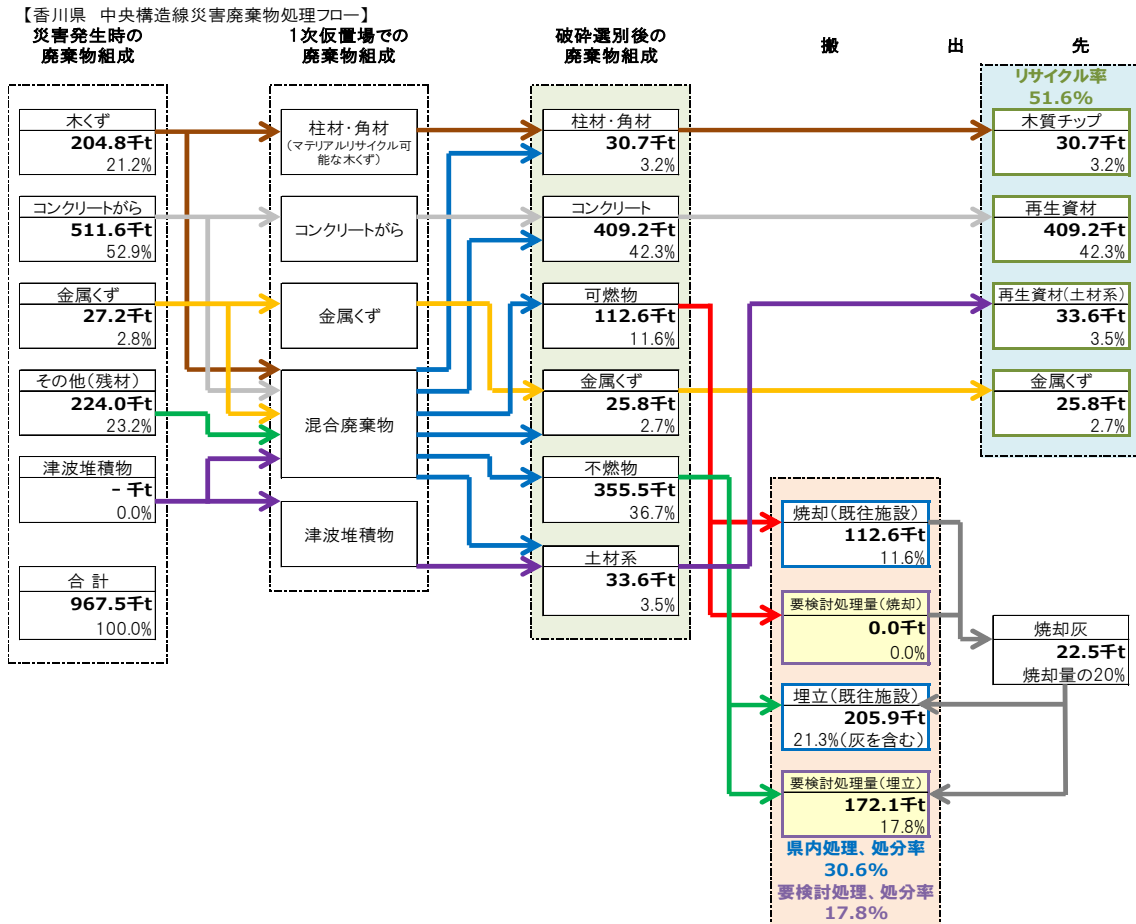 【香川県 中央構造線災害廃棄物処理フロー】
災害発生時の
廃棄物組成
木くず
204.8千t
21.2%
コンクリートがら
511.6千t
52.9%
金属くず
27.2千t
2.8%
その他(残材)
224.0千t
23.2%
津波堆積物
- 千t
0.0%
合 計
967.5千t
100.0%
1次仮置場での
廃棄物組成
柱材・角材
(マテリアルリサイクル可
能な木くず)
コンクリートがら
金属くず
混合廃棄物
津波堆積物
破砕選別後の
廃棄物組成
柱材・角材
30.7千t
3.2%
コンクリート
409.2千t
42.3%
可燃物
112.6千t
11.6%
金属くず
25.8千t
2.7%
不燃物
355.5千t
36.7%
土材系
33.6千t
3.5%
搬 出 先
リサイクル率
51.6%
木質チップ
30.7千t
3.2%
再生資材
409.2千t
42.3%
再生資材(土材系)
33.6千t
3.5%
金属くず
25.8千t
2.7%
焼却(既往施設)
112.6千t
11.6%
要検討処理量(焼却)
0.0千t
0.0%
埋立(既往施設)
205.9千t
21.3%(灰を含む)
要検討処理量(埋立)
172.1千t
17.8%
県内処理、処分率
30.6%
要検討処理、処分率
17.8%
焼却灰
22.5千t
焼却量の20%